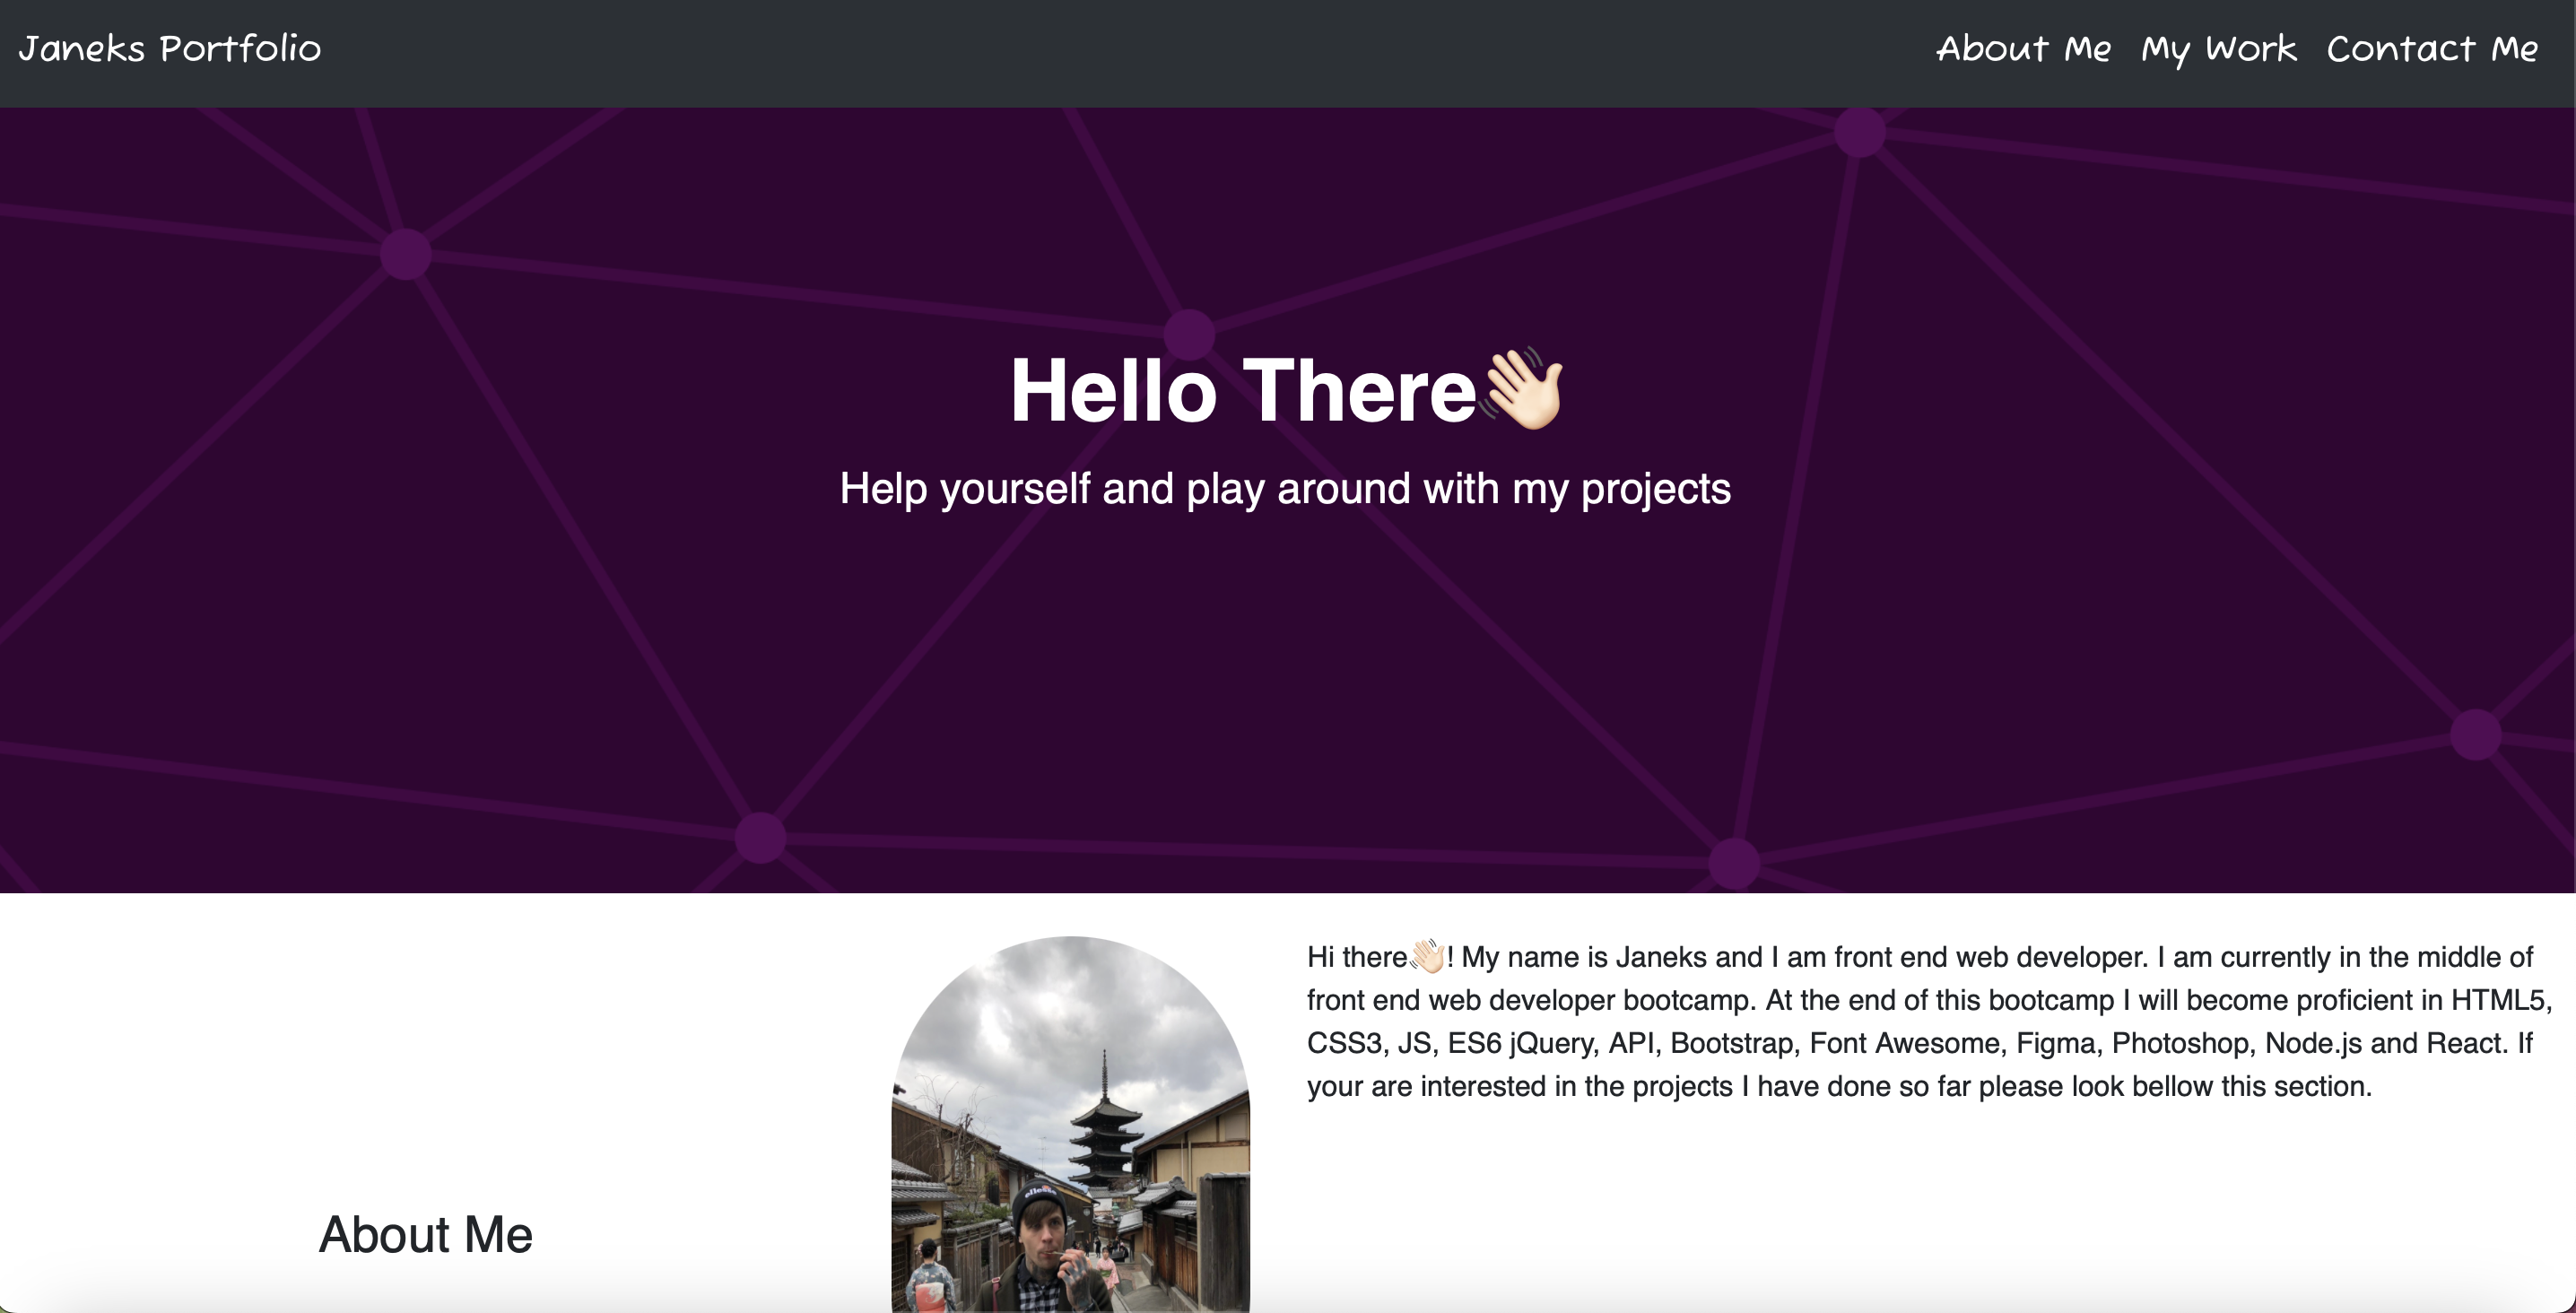 Janeks Portfolio
About Me My Work Contact Me
Hello There👋🏻
Help yourself and play around with my projects
About Me
ellesse
Hi there👋🏻! My name is Janeks and I am front end web developer. I am currently in the middle of
front end web developer bootcamp. At the end of this bootcamp I will become proficient in HTML5,
CSS3, JS, ES6 jQuery, API, Bootstrap, Font Awesome, Figma, Photoshop, Node.js and React. If
your are interested in the projects I have done so far please look bellow this section.